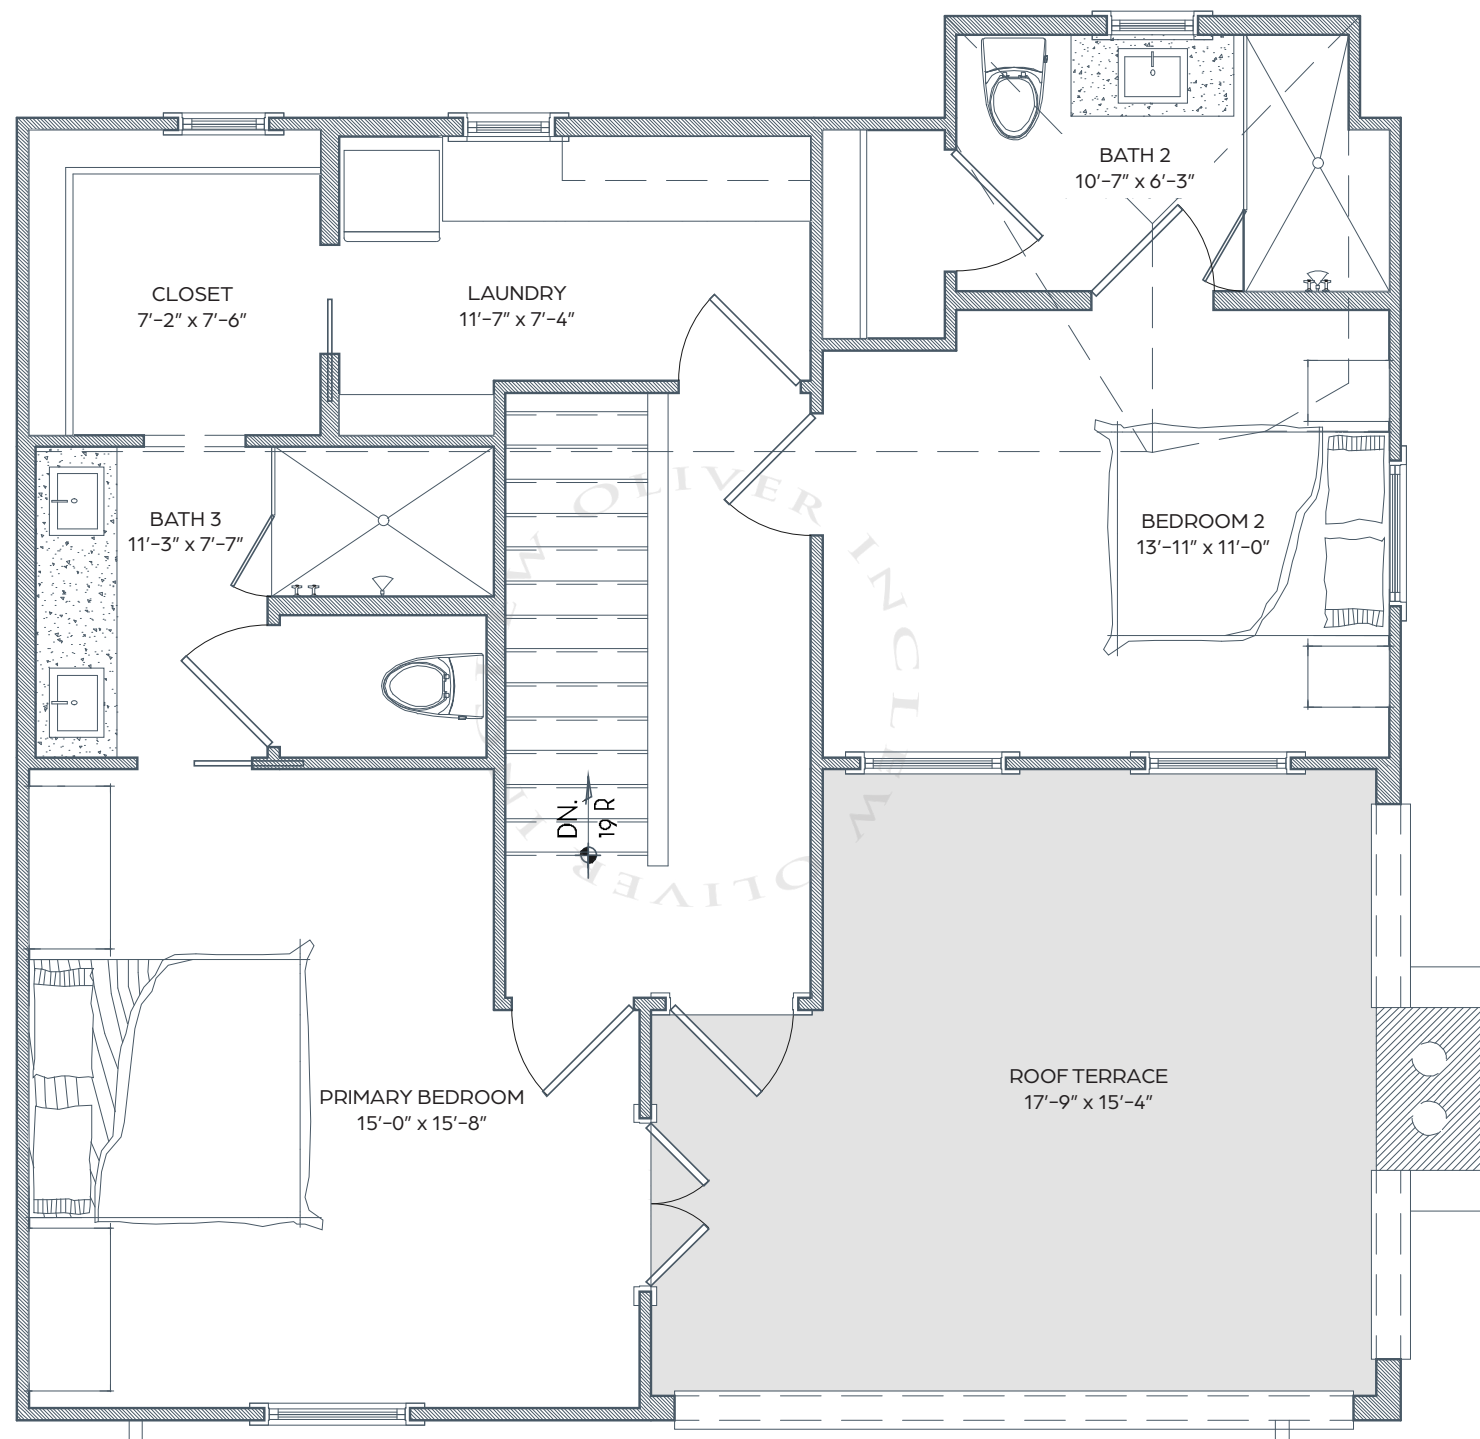 BATH 2
10'-7" x 6'-3"
CLOSET
7'-2" x 7'-6"
LAUNDRY
11'-7" x 7'-4"
BATH 3
11'-3" x 7'-7"
BEDROOM 2
13'-11" x 11'-0"
DN.
19 R
PRIMARY BEDROOM
15'-0" x 15'-8"
ROOF TERRACE
17'-9" x 15'-4"
OLIVER INCLEW OLIVER